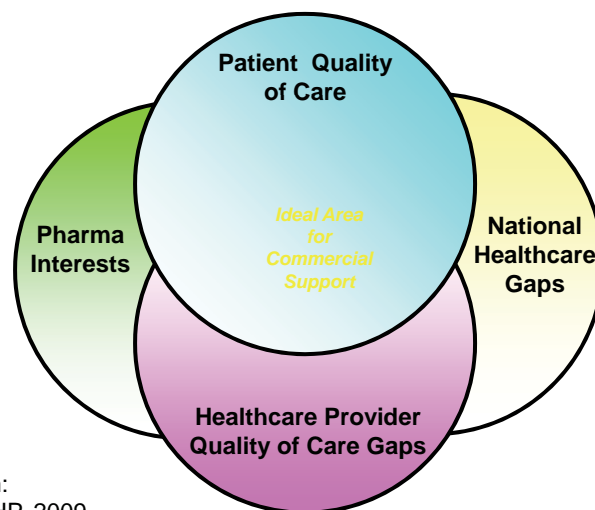 Patient Quality
of Care
Pharma
Interests
Ideal Area
for
Commercial
Support
National
Healthcare
Gaps
Healthcare Provider
Quality of Care Gaps
2009